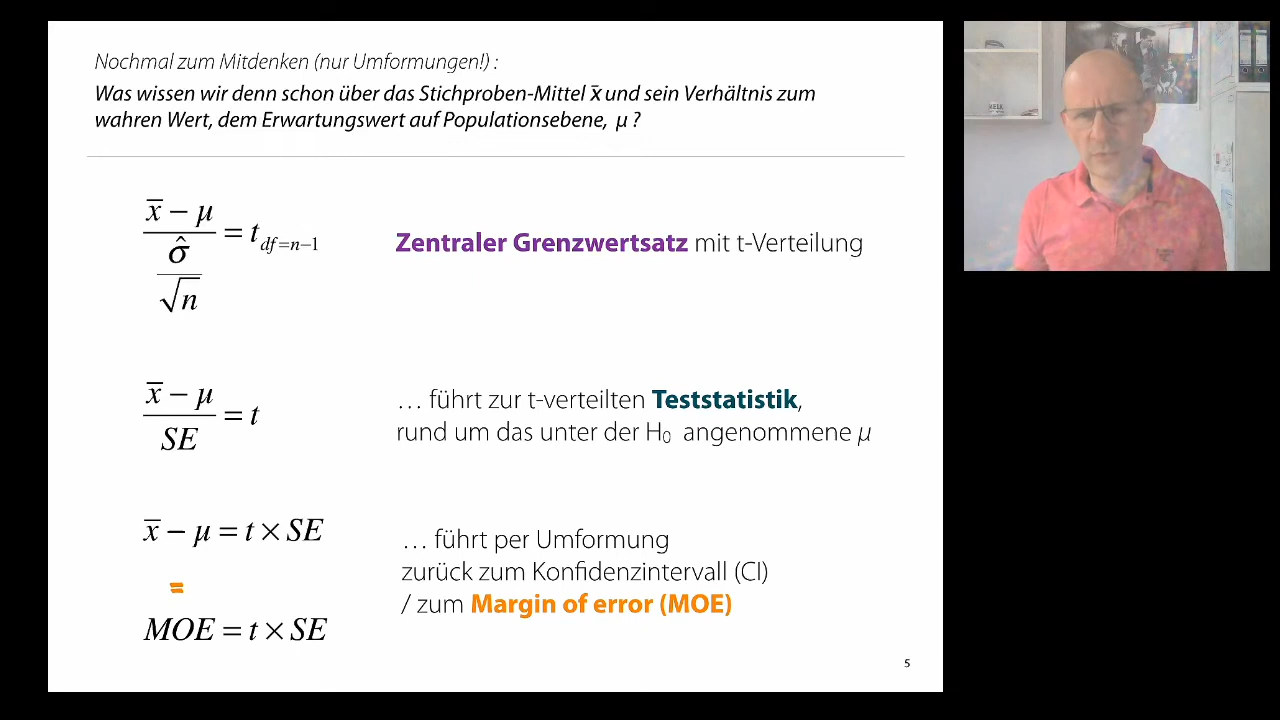 Nochmal zum Mitdenken (nur Umformungen!) :
Was wissen wir denn schon über das Stichproben-Mittel x̄ und sein Verhältnis zum
wahren Wert, dem Erwartungswert auf Populationsebene, μ ?
x̄ − μ
σ̂
√n
= t df=n−1
Zentraler Grenzwertsatz mit t-Verteilung
x̄ − μ
SE
= t
… führt zur t-verteilten Teststatistik,
rund um das unter der H₀ angenommene μ
x̄ − μ = t × SE
=
MOE = t × SE
… führt per Umformung
zurück zum Konfidenzintervall (CI)
/ zum Margin of error (MOE)
5